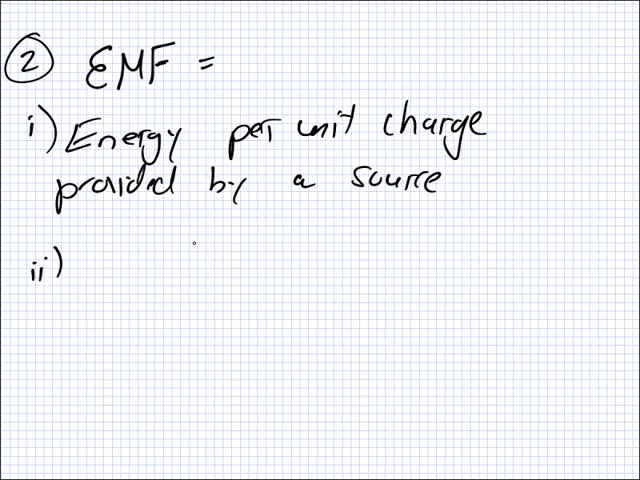 2 EMF =
i) Energy per unit charge
provided by a source
ii)